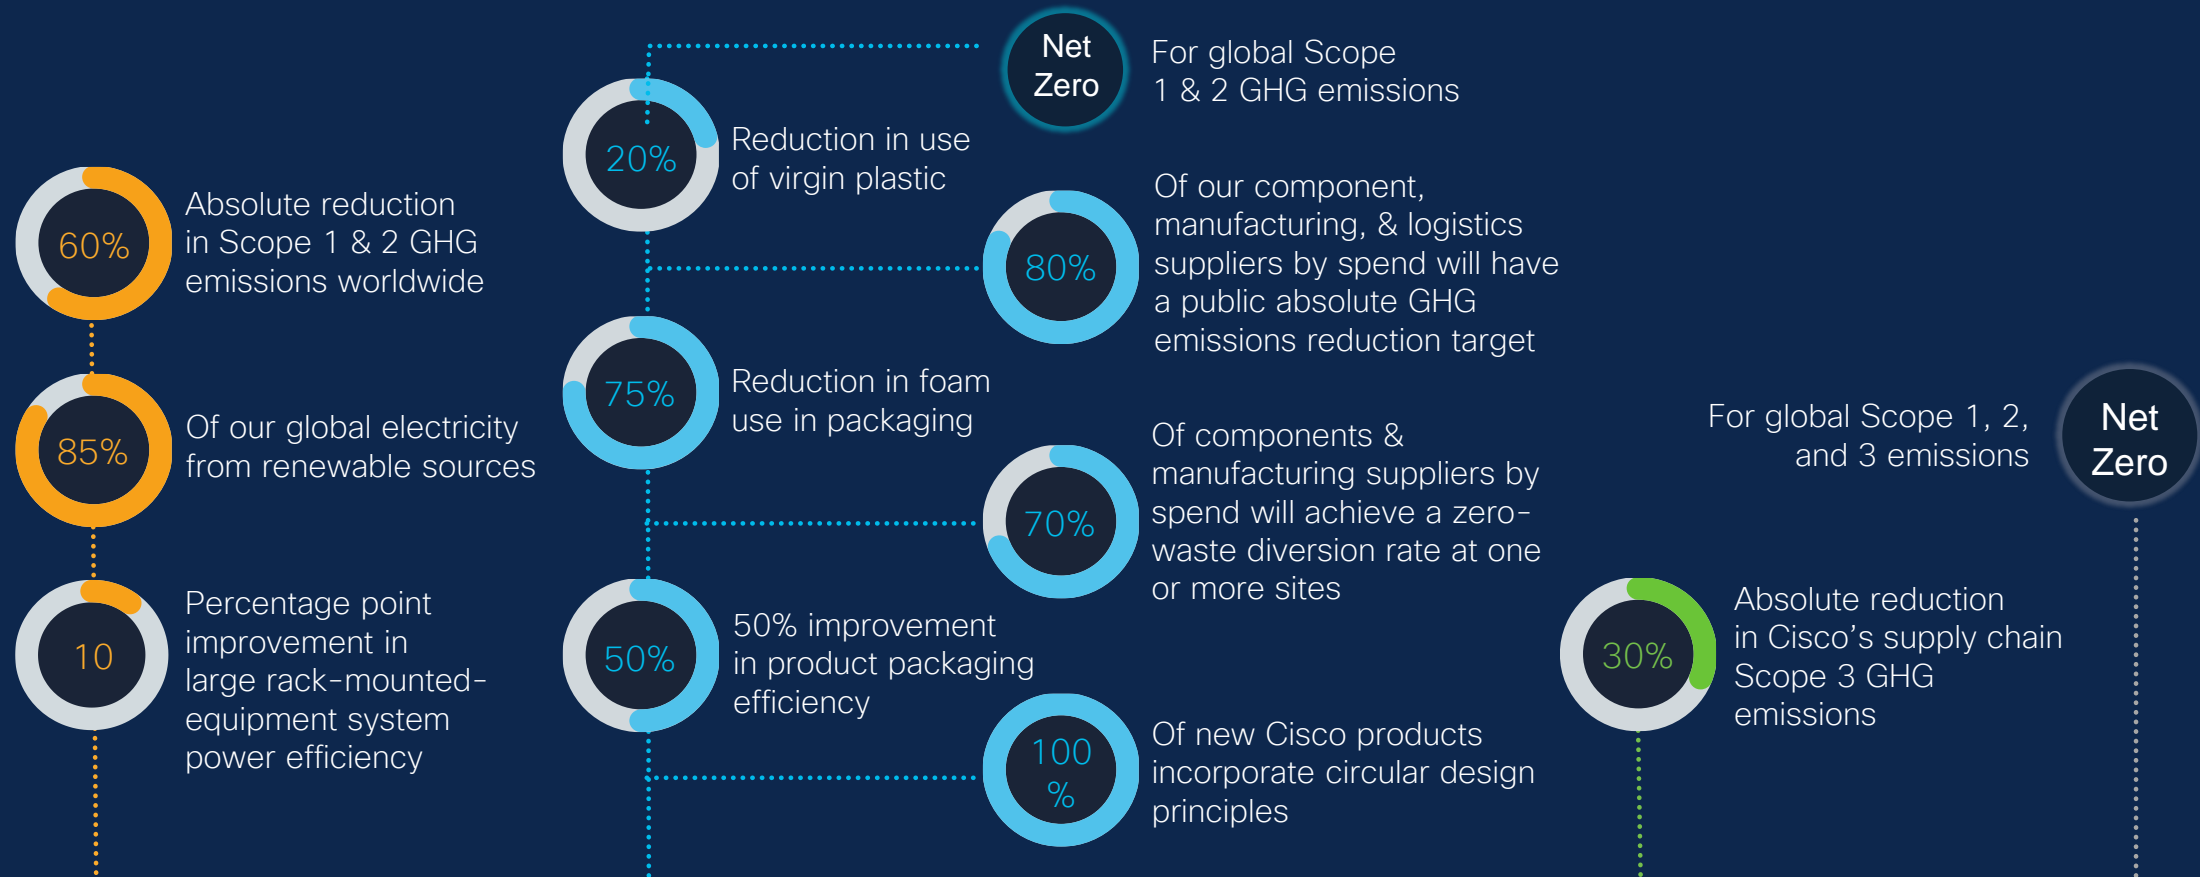 60%
Absolute reduction
in Scope 1 & 2 GHG
emissions worldwide
85%
Of our global electricity
from renewable sources
10
Percentage point
improvement in
large rack-mounted-
equipment system
power efficiency
20%
Reduction in use
of virgin plastic
75%
Reduction in foam
use in packaging
50%
50% improvement
in product packaging
efficiency
Net
Zero
For global Scope
1 & 2 GHG emissions
80%
Of our component,
manufacturing, & logistics
suppliers by spend will have
a public absolute GHG
emissions reduction target
70%
Of components &
manufacturing suppliers by
spend will achieve a zero-
waste diversion rate at one
or more sites
100
%
Of new Cisco products
incorporate circular design
principles
30%
Absolute reduction
in Cisco’s supply chain
Scope 3 GHG
emissions
For global Scope 1, 2,
and 3 emissions
Net
Zero